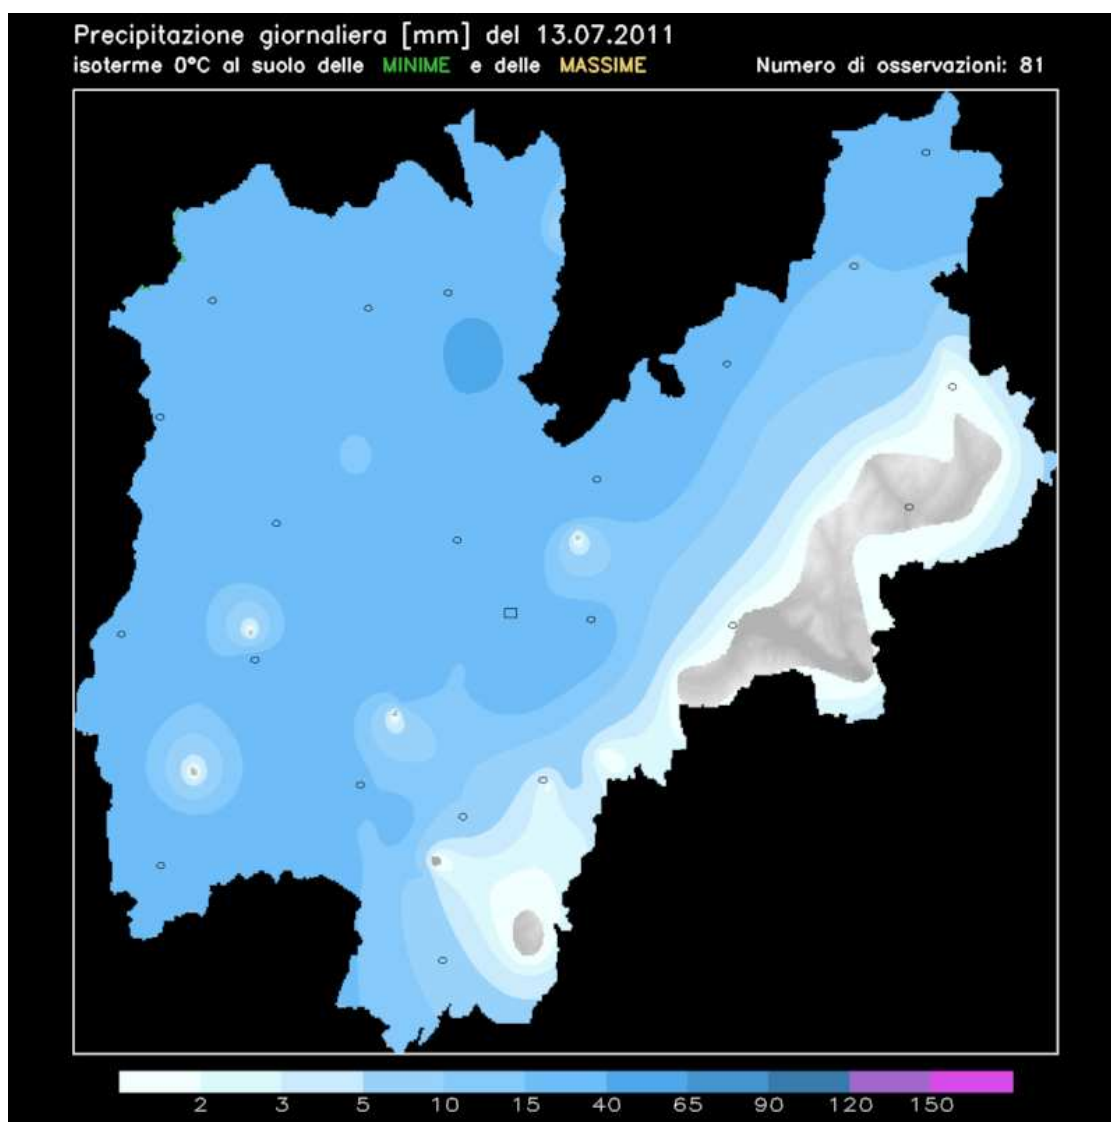 Precipitazione giornaliera [mm] del 13.07.2011
isoterme 0°C al suolo delle MINIME e delle MASSIME Numero di osservazioni: 81
2 3 5 10 15 40 65 90 120 150